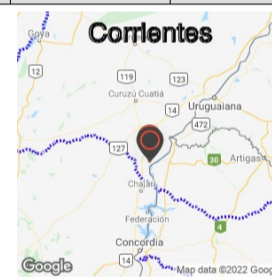 Corrientes
Goya
12
119
123
Curuzú Cuatiá
14
Uruguaiana
472
127
30
Artigas
Chajarí
Federación
4
Concordia
14
Google
Map data ©2022 Goo